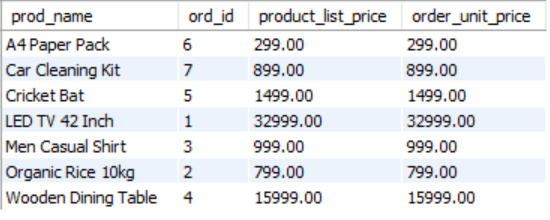 prod_name ord_id product_list_price order_unit_price
A4 Paper Pack 6 299.00 299.00
Car Cleaning Kit 7 899.00 899.00
Cricket Bat 5 1499.00 1499.00
LED TV 42 Inch 1 32999.00 32999.00
Men Casual Shirt 3 999.00 999.00
Organic Rice 10kg 2 799.00 799.00
Wooden Dining Table 4 15999.00 15999.00